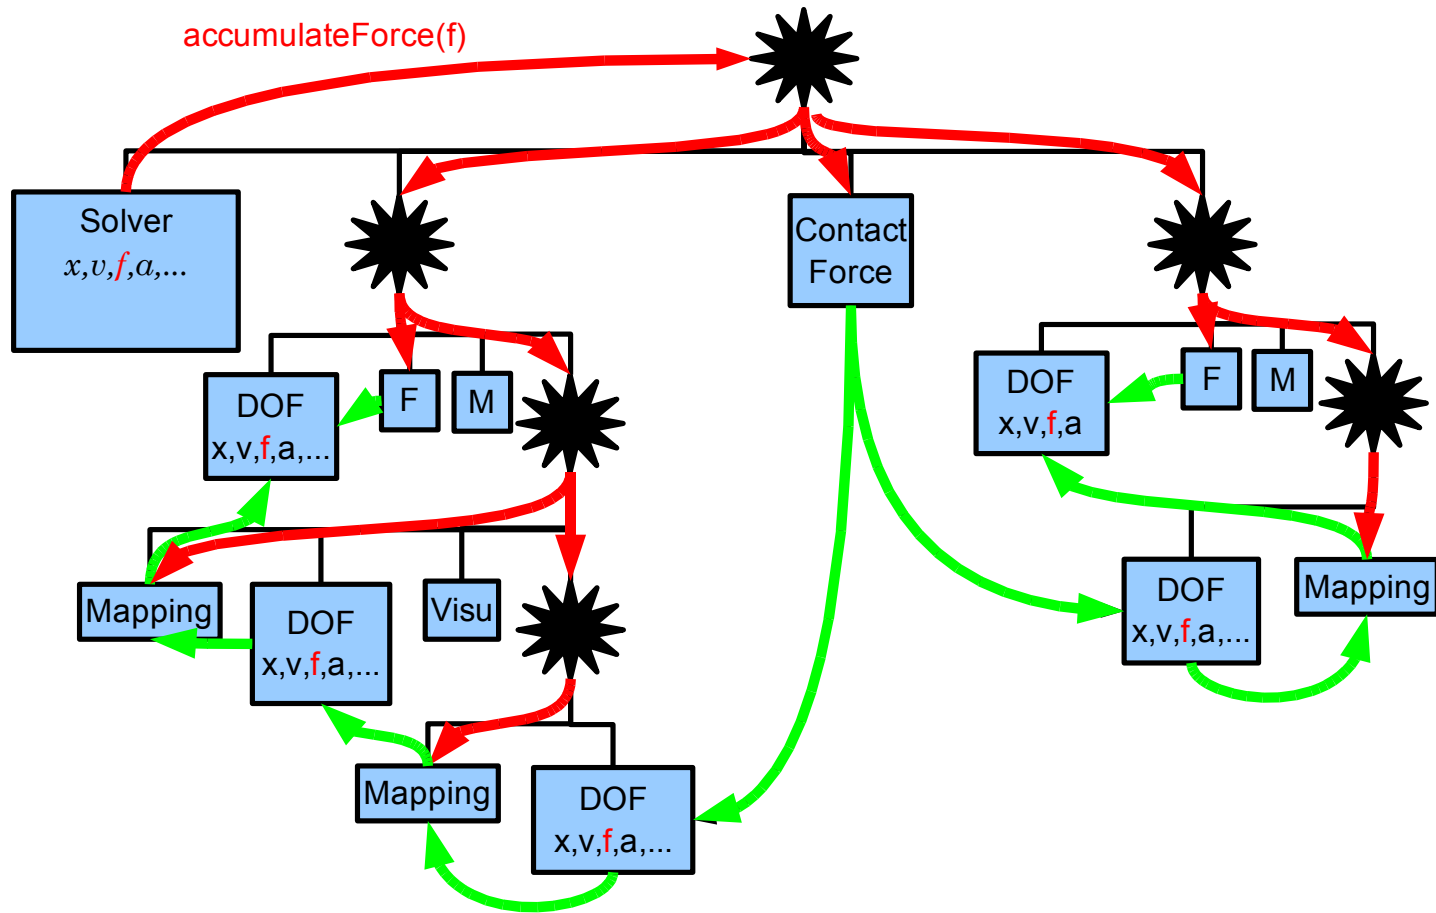 accumulateForce(f)
Solver
x,v,f,a,...
Contact
Force
DOF
x,v,f,a,...
F
M
DOF
x,v,f,a
F
M
Mapping
DOF
x,v,f,a,...
Visu
DOF
x,v,f,a,...
Mapping
Mapping
DOF
x,v,f,a,...